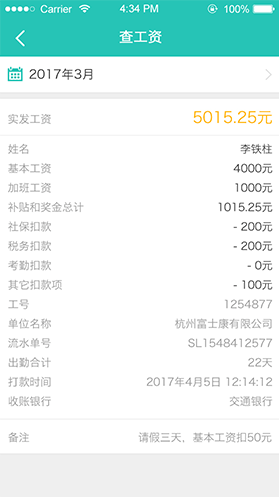 Carrier 4:34 PM 100%
查工资
2017年3月
实发工资 5015.25元
姓名 李铁柱
基本工资 4000元
加班工资 1000元
补贴和奖金总计 1015.25元
社保扣款 - 200元
税务扣款 - 200元
考勤扣款 - 0元
其它扣款项 - 100元
工号 1254877
单位名称 杭州富士康有限公司
流水单号 SL1548412577
出勤合计 22天
打款时间 2017年4月5日 12:14:12
收账银行 交通银行
备注 请假三天，基本工资扣50元